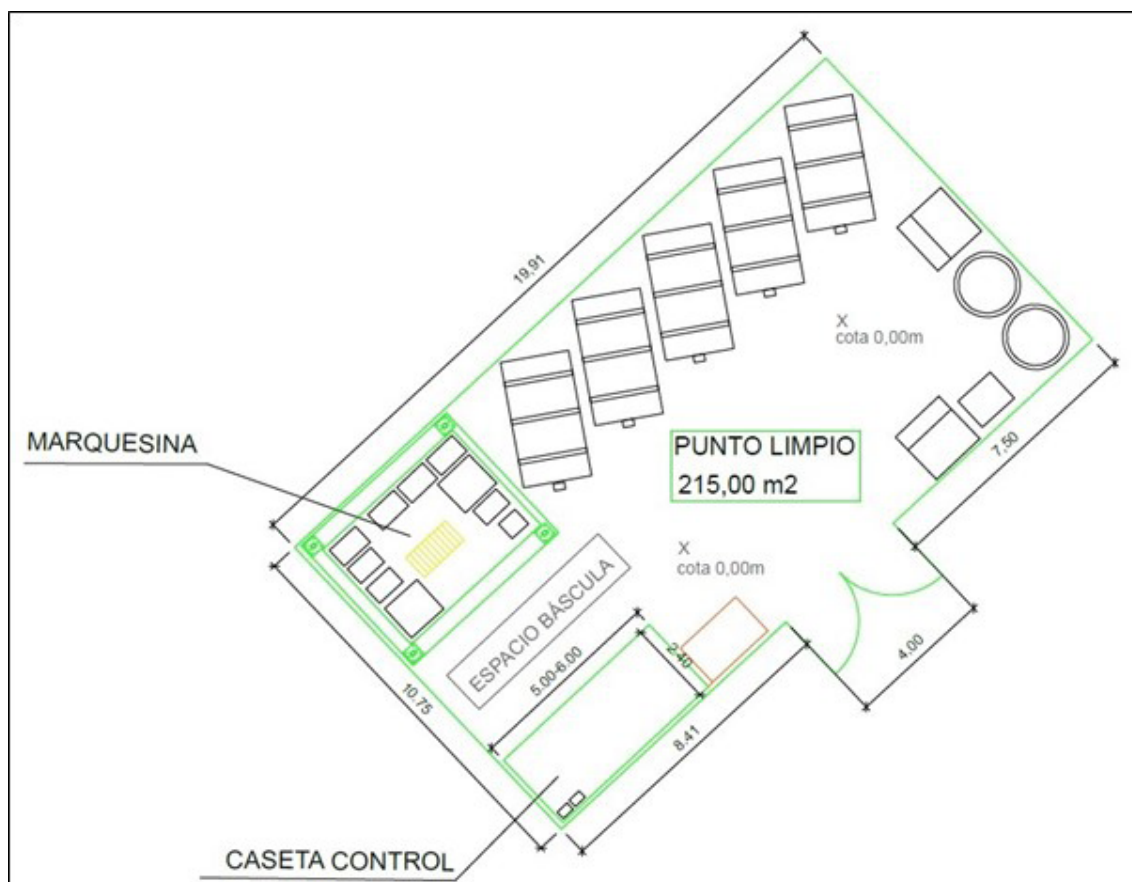 19,91
MARQUESINA
X
cota 0,00m
PUNTO LIMPIO
215,00 m2
7,50
X
cota 0,00m
ESPACIO BÁSCULA
2.40
5.00-6.00
4,00
10.75
8.41
CASETA CONTROL